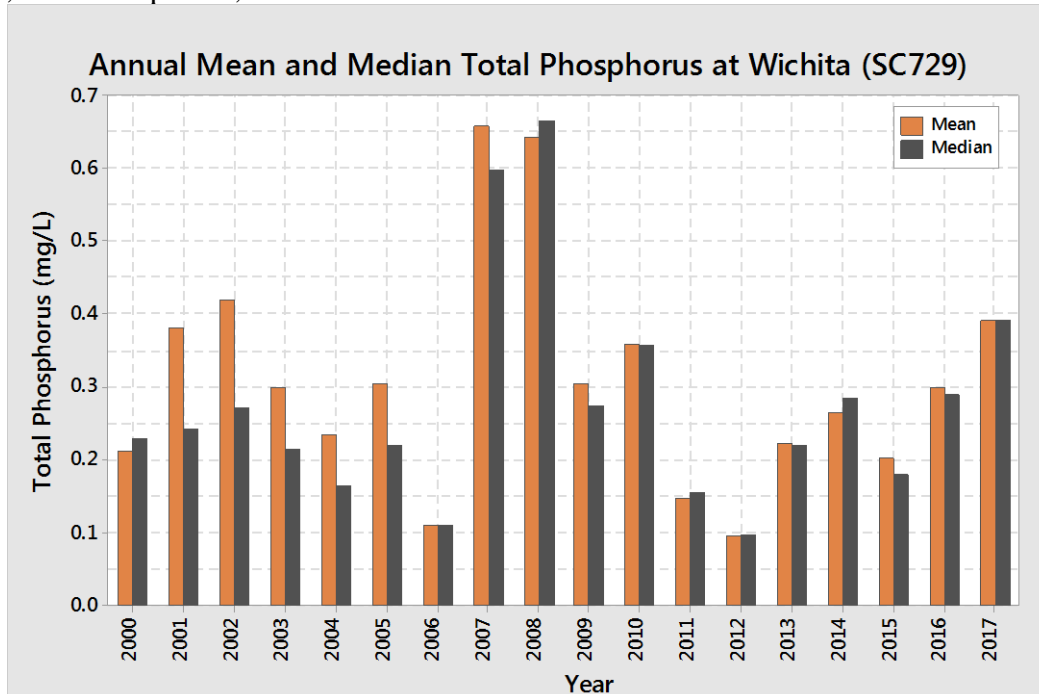 Annual Mean and Median Total Phosphorus at Wichita (SC729)
0.7
Mean
Median
0.6
0.5
0.4
0.3
0.2
0.1
0.0
Total Phosphorus (mg/L)
2000 2001 2002 2003 2004 2005 2006 2007 2008 2009 2010 2011 2012 2013 2014 2015 2016 2017
Year